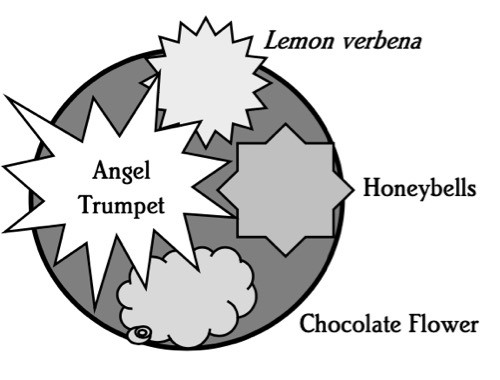 Lemon verbena
Angel
Trumpet
Honeybells
Chocolate Flower